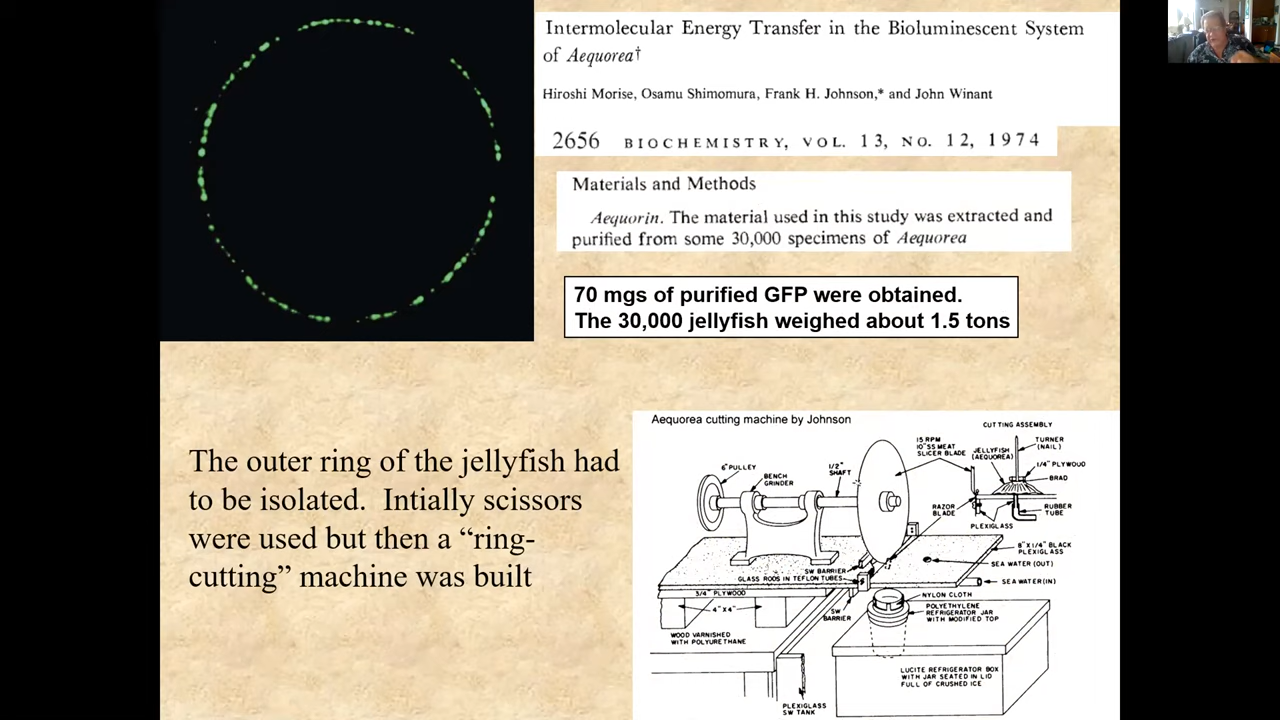 Intermolecular Energy Transfer in the Bioluminescent System
of Aequorea†
Hiroshi Morise, Osamu Shimomura, Frank H. Johnson,* and John Winant
2656 BIOCHEMISTRY, VOL. 13, NO. 12, 1974
Materials and Methods
Aequorin. The material used in this study was extracted and
purified from some 30,000 specimens of Aequorea
70 mgs of purified GFP were obtained.
The 30,000 jellyfish weighed about 1.5 tons
The outer ring of the jellyfish had
to be isolated. Intially scissors
were used but then a “ring-
cutting” machine was built
Aequorea cutting machine by Johnson
CUTTING ASSEMBLY
6" PULLEY
BENCH
GRINDER
1/2"
SHAFT
15 RPM
10" SS MEAT
SLICER BLADE
JELLYFISH
(AEQUOREA)
TURNER
(NAIL)
1/4" PLYWOOD
BRAD
RAZOR
BLADE
RUBBER
TUBE
PLEXIGLASS
8" X 1/4" BLACK
PLEXIGLASS
SW BARRIER
GLASS RODS IN TEFLON TUBES
SEA WATER (OUT)
SEA WATER (IN)
3/4" PLYWOOD
4" X 4"
SW
BARRIER
NYLON CLOTH
POLYETHYLENE
REFRIGERATOR JAR
WITH MODIFIED TOP
WOOD VARNISHED
WITH POLYURETHANE
LUCITE REFRIGERATOR BOX
WITH JAR SEATED IN LID
FULL OF CRUSHED ICE
PLEXIGLASS
SW TANK